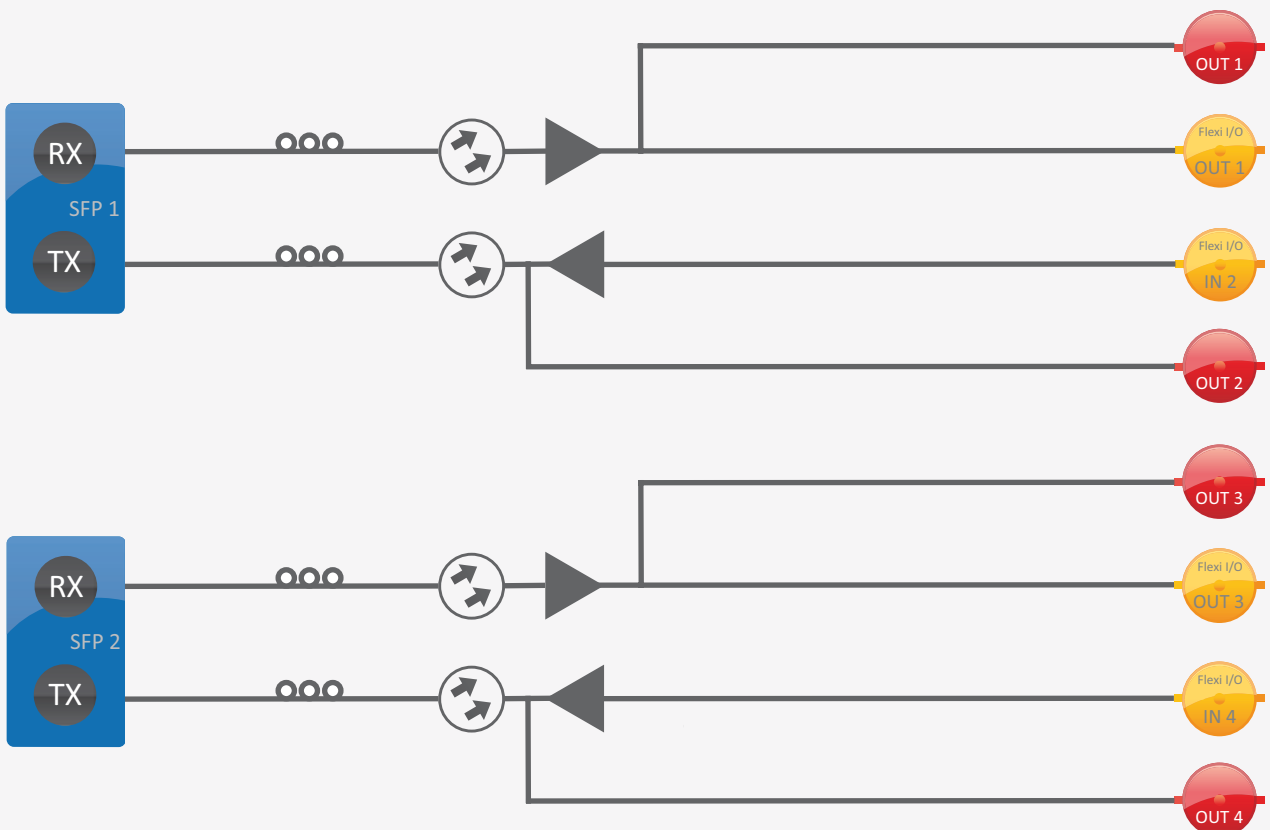 OUT 1
RX
Flexi I/O
OUT 1
SFP 1
TX
Flexi I/O
IN 2
OUT 2
OUT 3
RX
Flexi I/O
OUT 3
SFP 2
TX
Flexi I/O
IN 4
OUT 4